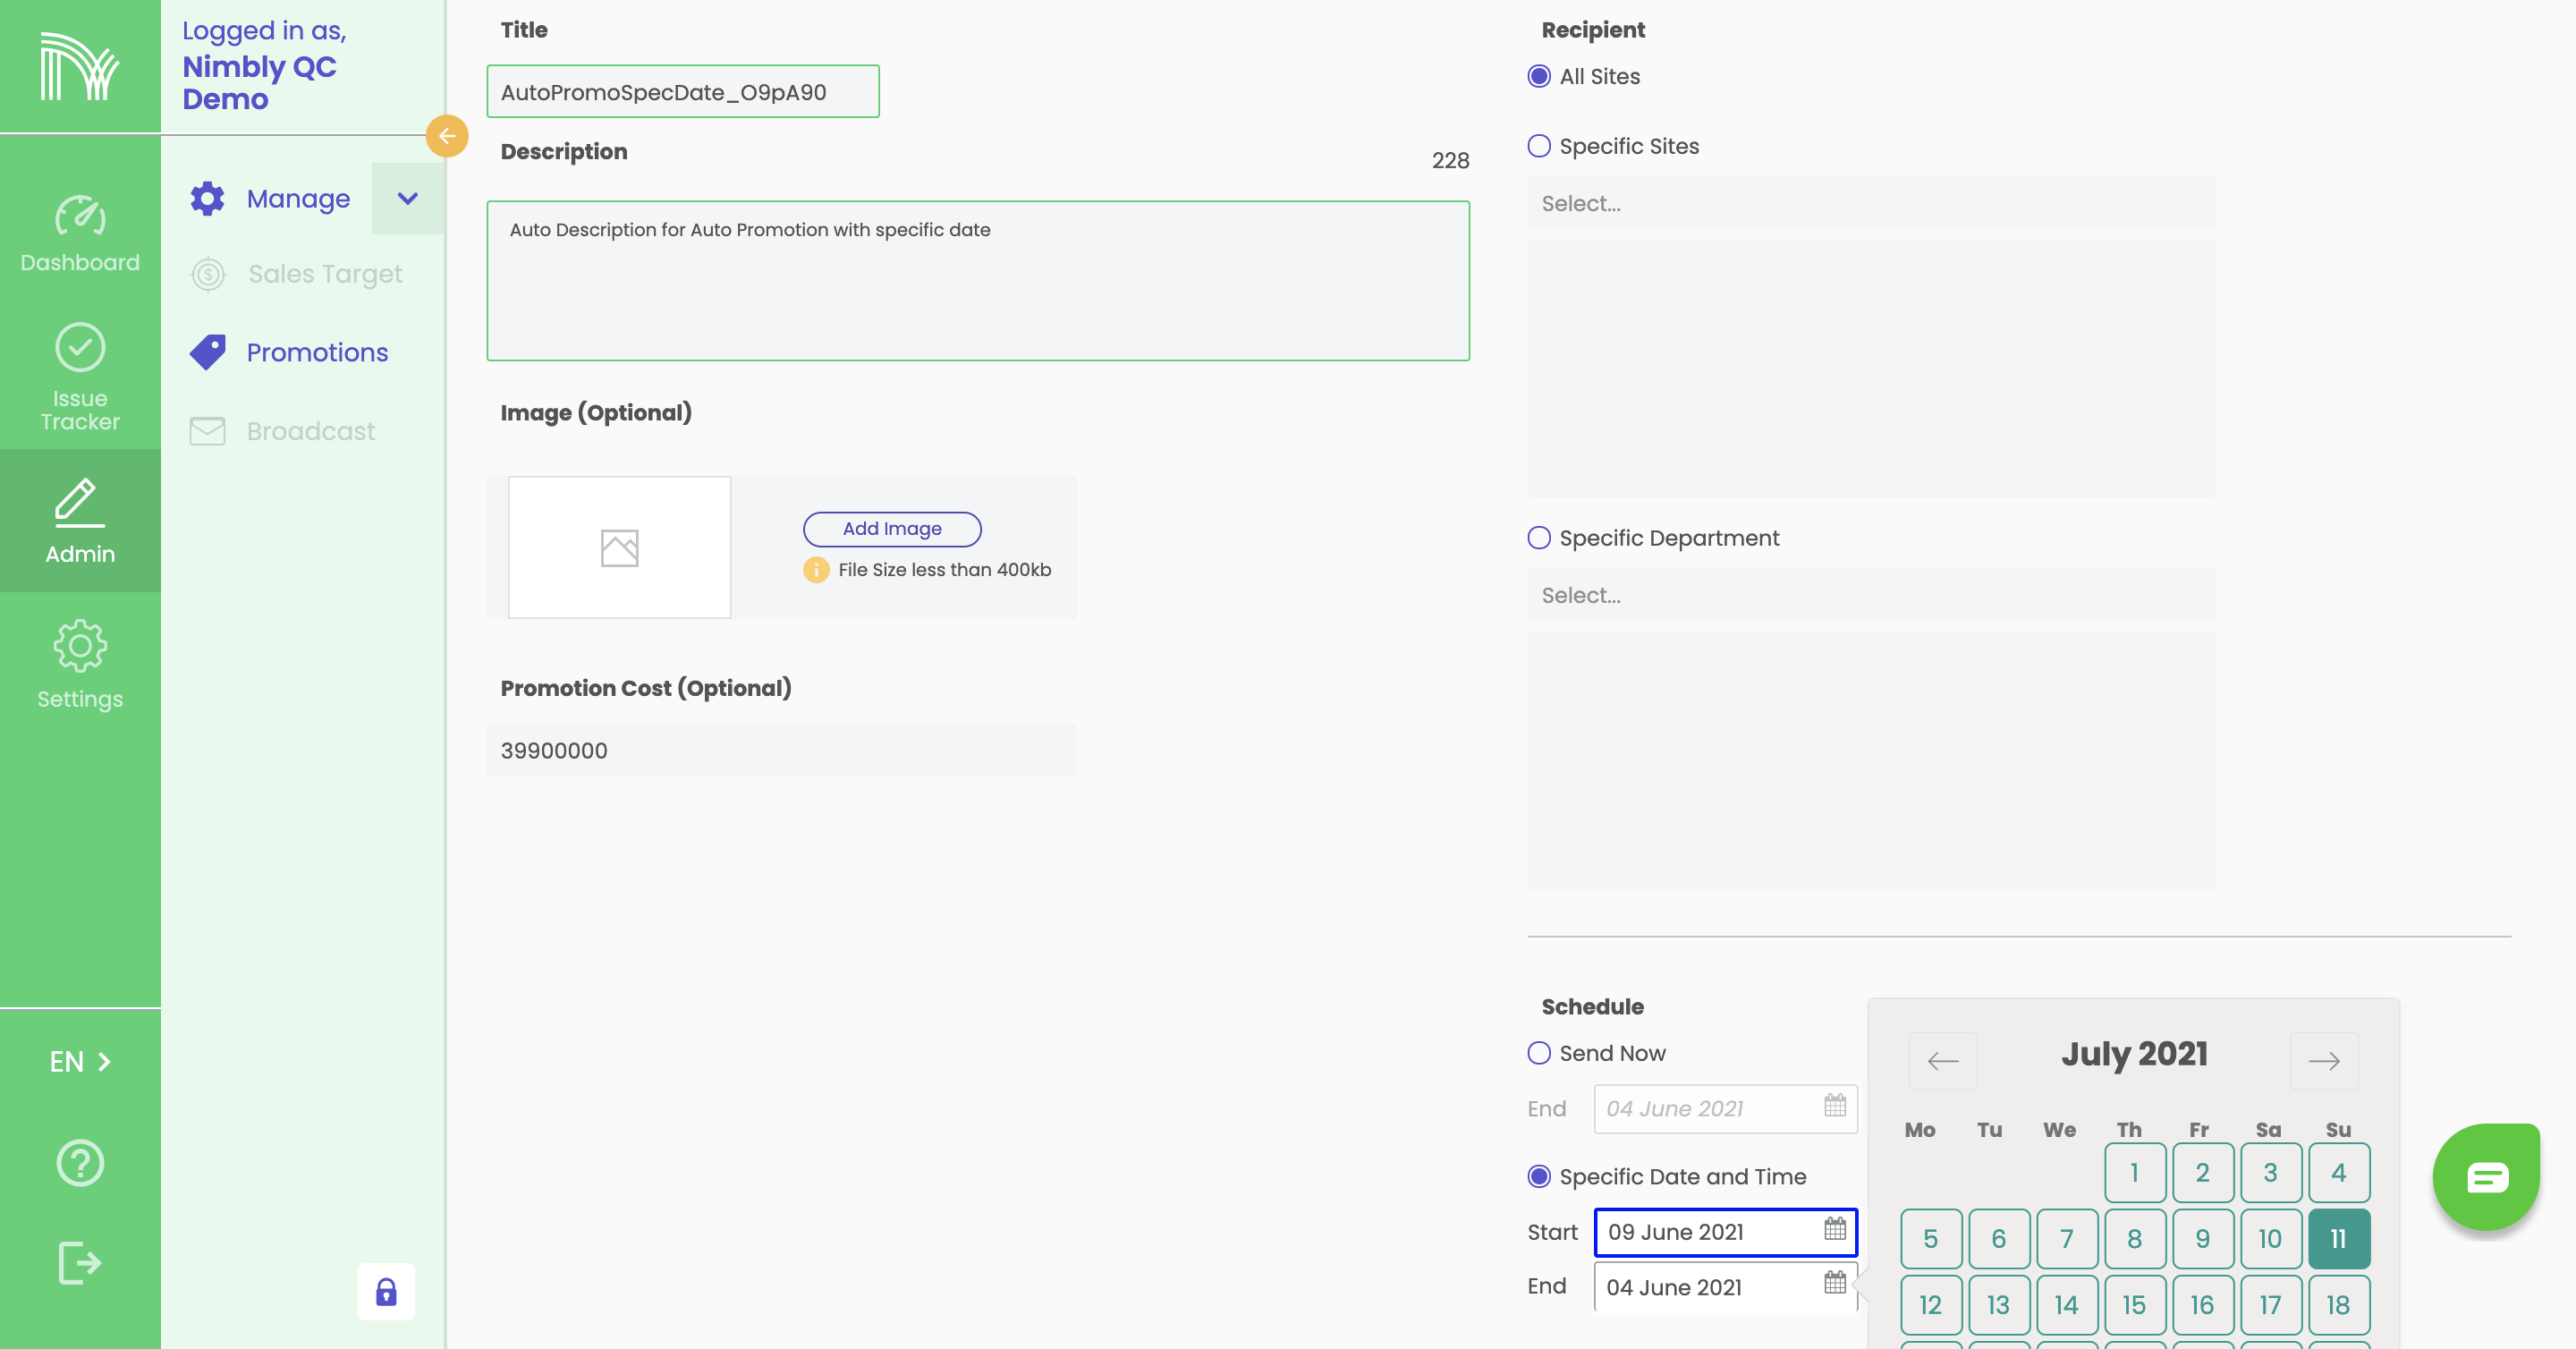 Logged in as,
Nimbly QC
Demo
Dashboard
Issue
Tracker
Admin
Settings
EN
Manage
Sales Target
Promotions
Broadcast
Title
AutoPromoSpecDate_O9pA90
Description
228
Auto Description for Auto Promotion with specific date
Image (Optional)
Add Image
File Size less than 400kb
Promotion Cost (Optional)
39900000
Recipient
All Sites
Specific Sites
Select...
Specific Department
Select...
Schedule
Send Now
End 04 June 2021
Specific Date and Time
Start 09 June 2021
End 04 June 2021
July 2021
Mo Tu We Th Fr Sa Su
1 2 3 4
5 6 7 8 9 10 11
12 13 14 15 16 17 18